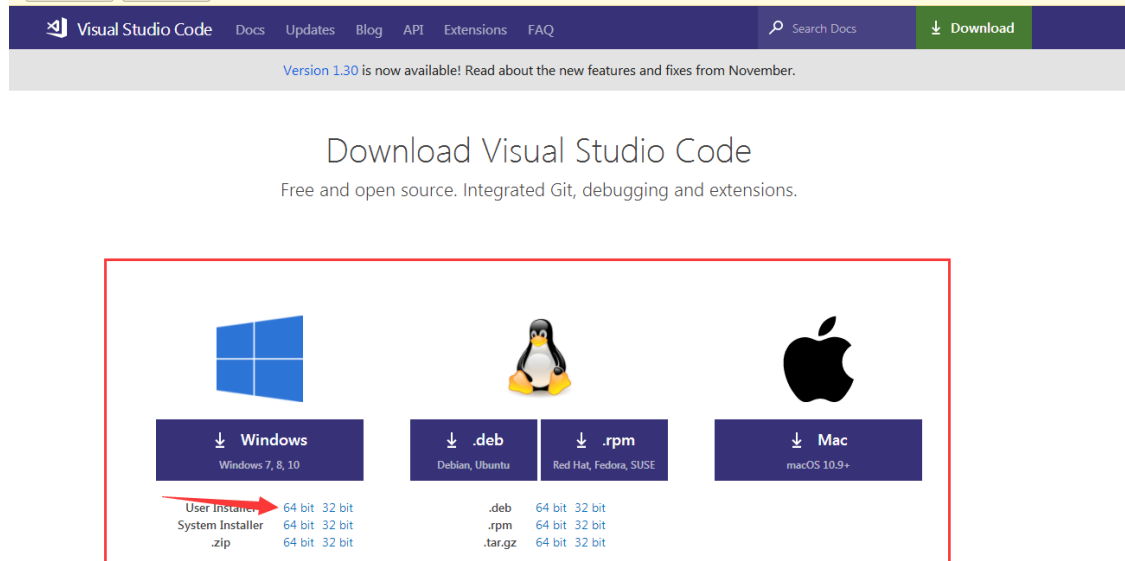 Visual Studio Code Docs Updates Blog API Extensions FAQ Search Docs Download
Version 1.30 is now available! Read about the new features and fixes from November.
Download Visual Studio Code
Free and open source. Integrated Git, debugging and extensions.
Windows
Windows 7, 8, 10
.deb
Debian, Ubuntu
.rpm
Red Hat, Fedora, SUSE
Mac
macOS 10.9+
User Installer 64 bit 32 bit
System Installer 64 bit 32 bit
.zip 64 bit 32 bit
.deb 64 bit 32 bit
.rpm 64 bit 32 bit
.tar.gz 64 bit 32 bit